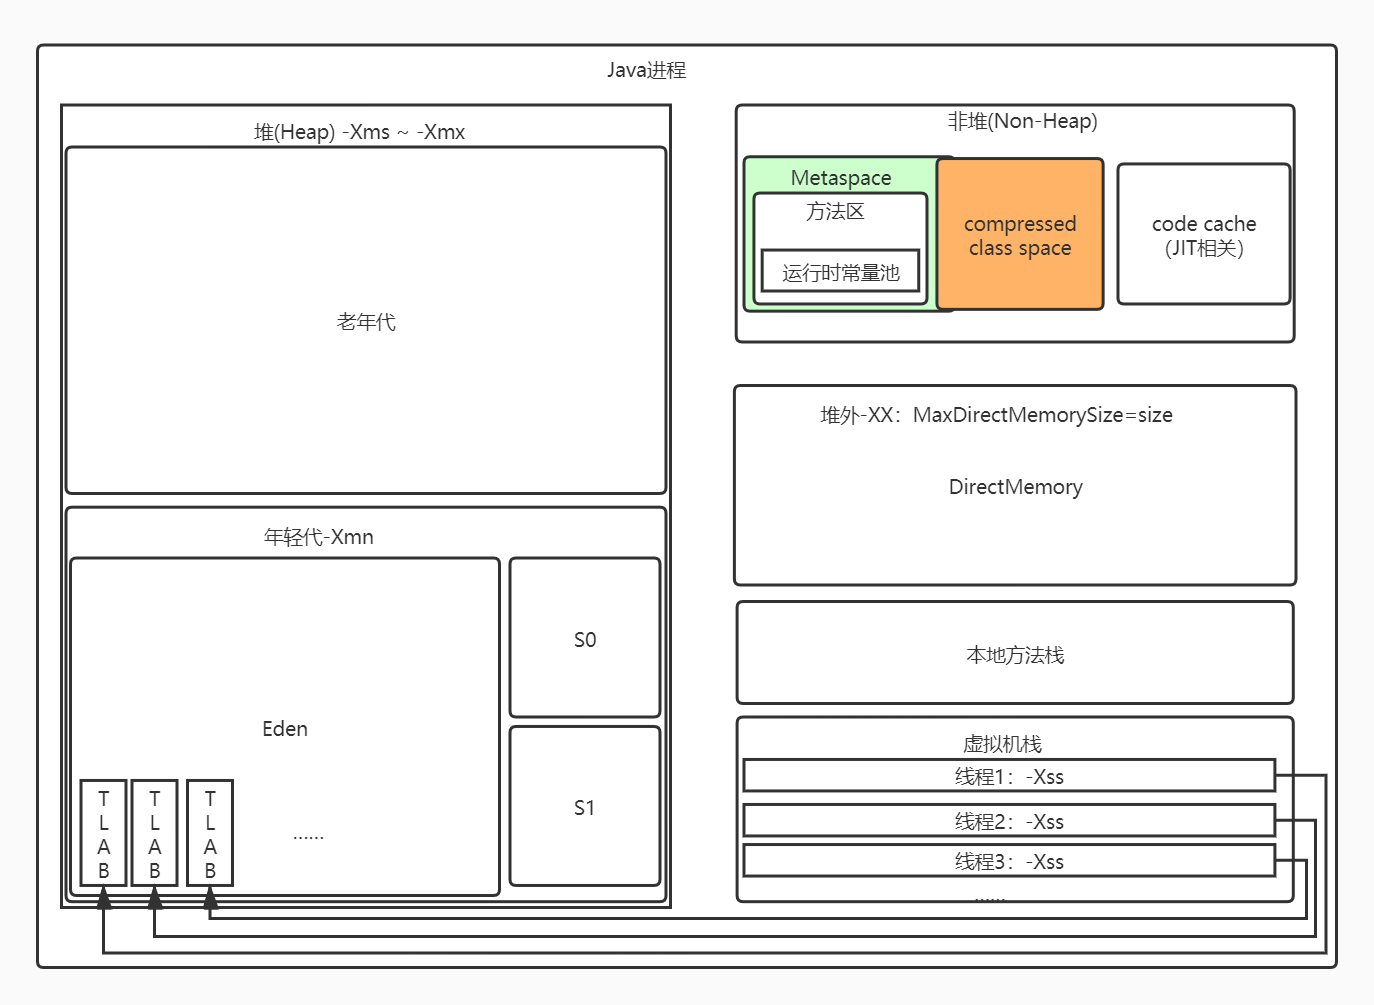 Java进程
堆(Heap) -Xms ~ -Xmx
老年代
年轻代-Xmn
Eden
S0
S1
TLAB
TLAB
TLAB
......
非堆(Non-Heap)
Metaspace
方法区
运行时常量池
compressed
class space
code cache
(JIT相关)
堆外-XX：MaxDirectMemorySize=size
DirectMemory
本地方法栈
虚拟机栈
线程1：-Xss
线程2：-Xss
线程3：-Xss
......